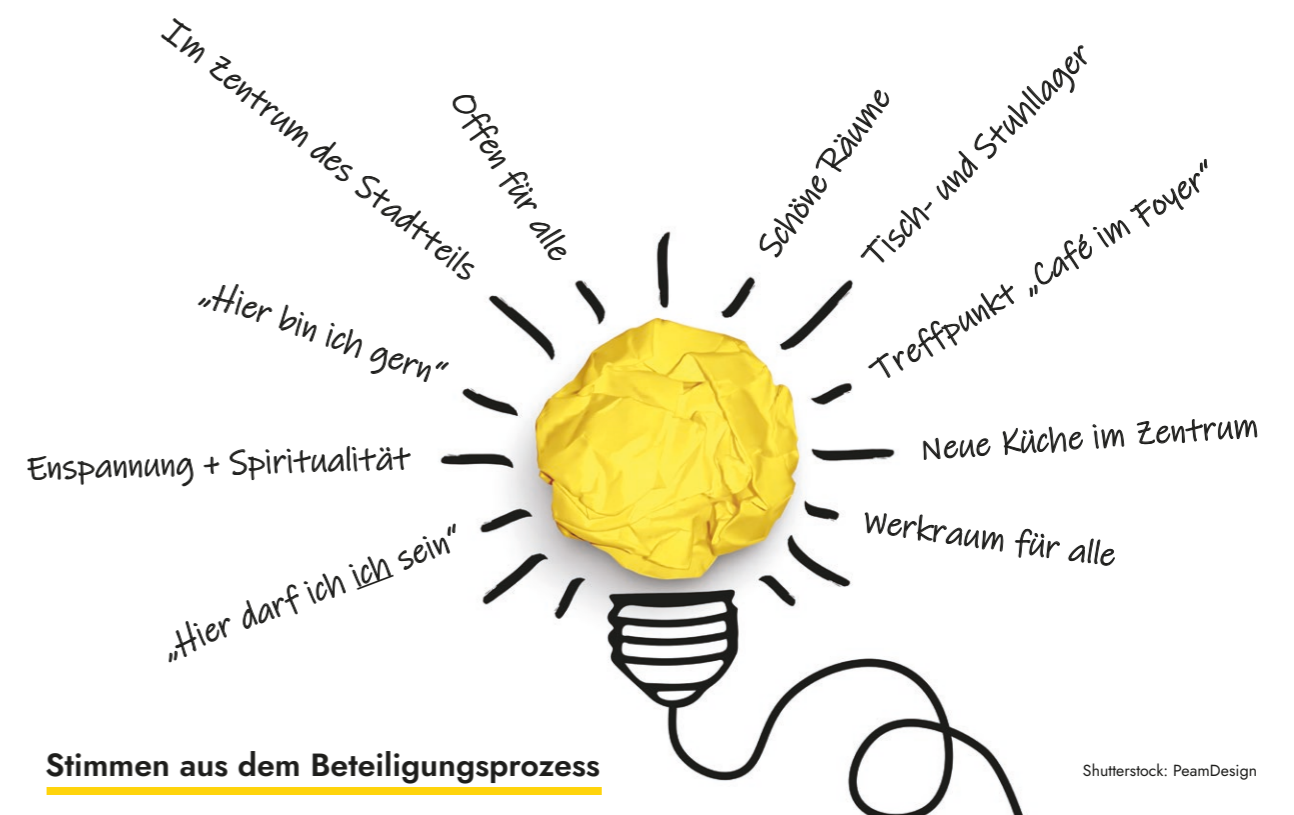 Im Zentrum des Stadtteils
Offen für alle
Schöne Räume
Tisch- und Stuhllager
„Hier bin ich gern“
Treffpunkt „Café im Foyer“
Enspannung + Spiritualität
Neue Küche im Zentrum
„Hier darf ich ich sein“
Werkraum für alle
Stimmen aus dem Beteiligungsprozess
Shutterstock: PeamDesign